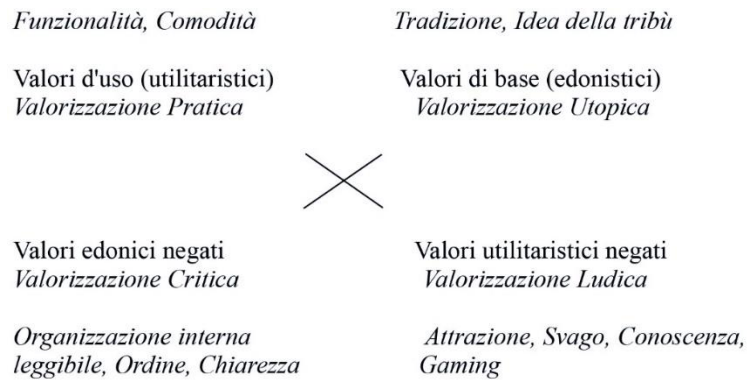 Funzionalità, Comodità
Tradizione, Idea della tribù
Valori d'uso (utilitaristici)
Valori di base (edonistici)
Valorizzazione Pratica
Valorizzazione Utopica
Valori edonici negati
Valori utilitaristici negati
Valorizzazione Critica
Valorizzazione Ludica
Organizzazione interna
leggibile, Ordine, Chiarezza
Attrazione, Svago, Conoscenza,
Gaming